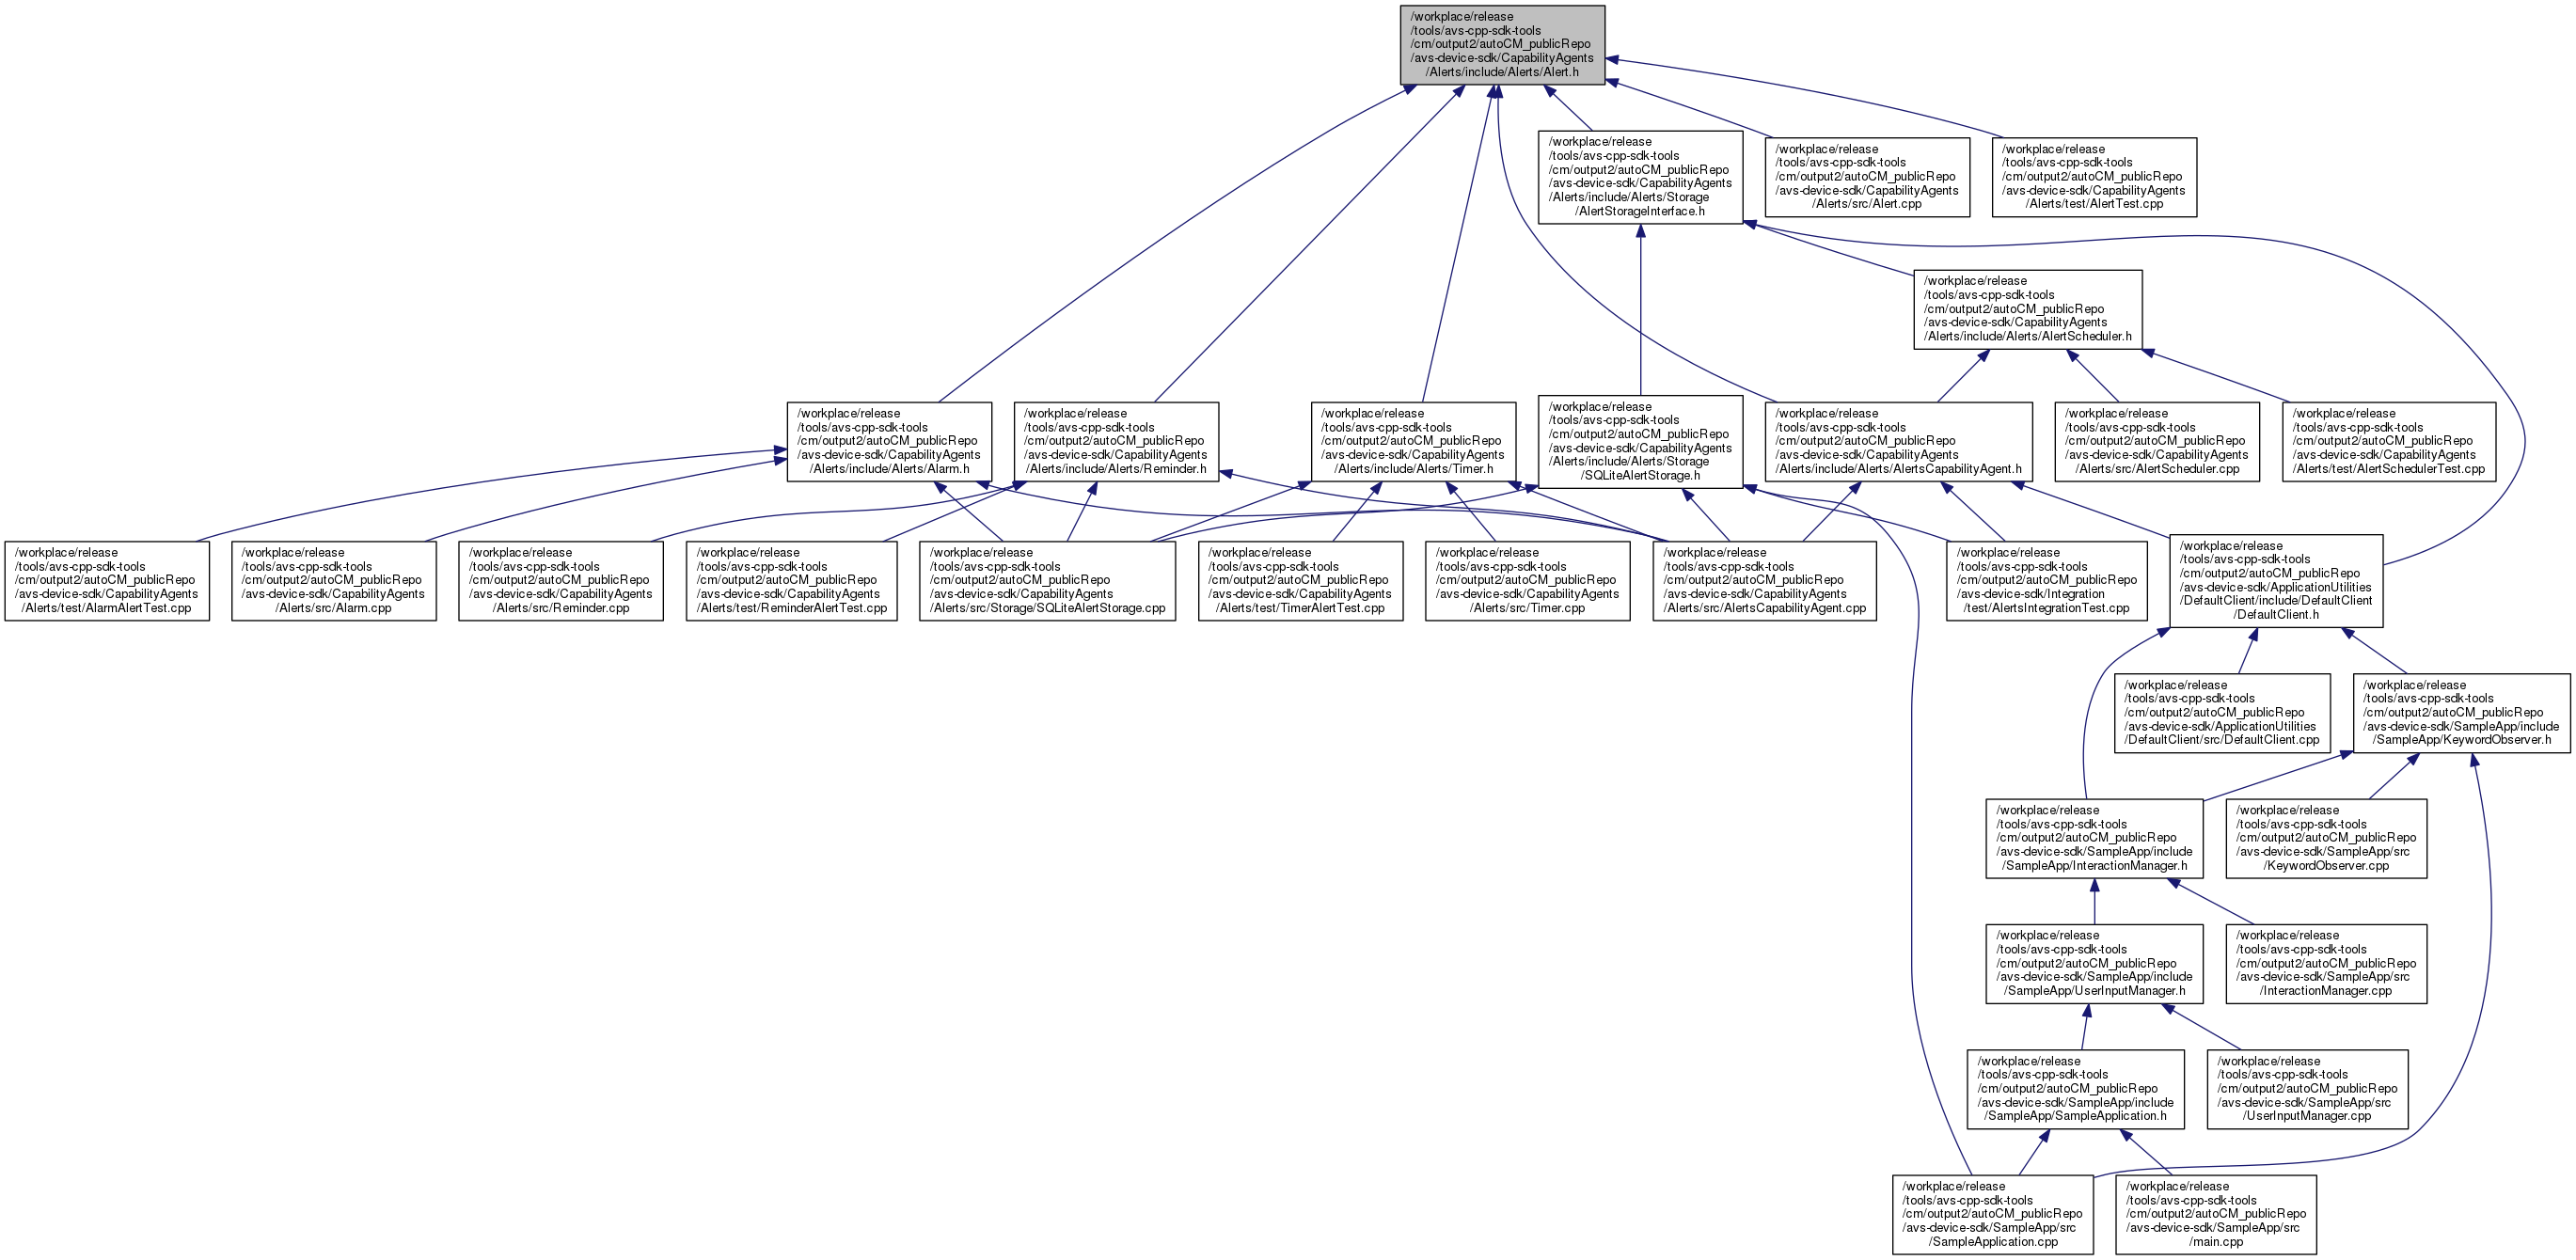 /workplace/release
/tools/avs-cpp-sdk-tools
/cm/output2/autoCM_publicRepo
/avs-device-sdk/CapabilityAgents
/Alerts/include/Alerts/Alert.h
/workplace/release
/tools/avs-cpp-sdk-tools
/cm/output2/autoCM_publicRepo
/avs-device-sdk/CapabilityAgents
/Alerts/include/Alerts/Storage
/AlertStorageInterface.h
/workplace/release
/tools/avs-cpp-sdk-tools
/cm/output2/autoCM_publicRepo
/avs-device-sdk/CapabilityAgents
/Alerts/src/Alert.cpp
/workplace/release
/tools/avs-cpp-sdk-tools
/cm/output2/autoCM_publicRepo
/avs-device-sdk/CapabilityAgents
/Alerts/test/AlertTest.cpp
/workplace/release
/tools/avs-cpp-sdk-tools
/cm/output2/autoCM_publicRepo
/avs-device-sdk/CapabilityAgents
/Alerts/include/Alerts/AlertScheduler.h
/workplace/release
/tools/avs-cpp-sdk-tools
/cm/output2/autoCM_publicRepo
/avs-device-sdk/CapabilityAgents
/Alerts/include/Alerts/Alarm.h
/workplace/release
/tools/avs-cpp-sdk-tools
/cm/output2/autoCM_publicRepo
/avs-device-sdk/CapabilityAgents
/Alerts/include/Alerts/Reminder.h
/workplace/release
/tools/avs-cpp-sdk-tools
/cm/output2/autoCM_publicRepo
/avs-device-sdk/CapabilityAgents
/Alerts/include/Alerts/Timer.h
/workplace/release
/tools/avs-cpp-sdk-tools
/cm/output2/autoCM_publicRepo
/avs-device-sdk/CapabilityAgents
/Alerts/include/Alerts/Storage
/SQLiteAlertStorage.h
/workplace/release
/tools/avs-cpp-sdk-tools
/cm/output2/autoCM_publicRepo
/avs-device-sdk/CapabilityAgents
/Alerts/include/Alerts/AlertsCapabilityAgent.h
/workplace/release
/tools/avs-cpp-sdk-tools
/cm/output2/autoCM_publicRepo
/avs-device-sdk/CapabilityAgents
/Alerts/src/AlertScheduler.cpp
/workplace/release
/tools/avs-cpp-sdk-tools
/cm/output2/autoCM_publicRepo
/avs-device-sdk/CapabilityAgents
/Alerts/test/AlertSchedulerTest.cpp
/workplace/release
/tools/avs-cpp-sdk-tools
/cm/output2/autoCM_publicRepo
/avs-device-sdk/CapabilityAgents
/Alerts/test/AlarmAlertTest.cpp
/workplace/release
/tools/avs-cpp-sdk-tools
/cm/output2/autoCM_publicRepo
/avs-device-sdk/CapabilityAgents
/Alerts/src/Alarm.cpp
/workplace/release
/tools/avs-cpp-sdk-tools
/cm/output2/autoCM_publicRepo
/avs-device-sdk/CapabilityAgents
/Alerts/src/Reminder.cpp
/workplace/release
/tools/avs-cpp-sdk-tools
/cm/output2/autoCM_publicRepo
/avs-device-sdk/CapabilityAgents
/Alerts/test/ReminderAlertTest.cpp
/workplace/release
/tools/avs-cpp-sdk-tools
/cm/output2/autoCM_publicRepo
/avs-device-sdk/CapabilityAgents
/Alerts/src/Storage/SQLiteAlertStorage.cpp
/workplace/release
/tools/avs-cpp-sdk-tools
/cm/output2/autoCM_publicRepo
/avs-device-sdk/CapabilityAgents
/Alerts/test/TimerAlertTest.cpp
/workplace/release
/tools/avs-cpp-sdk-tools
/cm/output2/autoCM_publicRepo
/avs-device-sdk/CapabilityAgents
/Alerts/src/Timer.cpp
/workplace/release
/tools/avs-cpp-sdk-tools
/cm/output2/autoCM_publicRepo
/avs-device-sdk/CapabilityAgents
/Alerts/src/AlertsCapabilityAgent.cpp
/workplace/release
/tools/avs-cpp-sdk-tools
/cm/output2/autoCM_publicRepo
/avs-device-sdk/Integration
/test/AlertsIntegrationTest.cpp
/workplace/release
/tools/avs-cpp-sdk-tools
/cm/output2/autoCM_publicRepo
/avs-device-sdk/ApplicationUtilities
/DefaultClient/include/DefaultClient
/DefaultClient.h
/workplace/release
/tools/avs-cpp-sdk-tools
/cm/output2/autoCM_publicRepo
/avs-device-sdk/ApplicationUtilities
/DefaultClient/src/DefaultClient.cpp
/workplace/release
/tools/avs-cpp-sdk-tools
/cm/output2/autoCM_publicRepo
/avs-device-sdk/SampleApp/include
/SampleApp/KeywordObserver.h
/workplace/release
/tools/avs-cpp-sdk-tools
/cm/output2/autoCM_publicRepo
/avs-device-sdk/SampleApp/include
/SampleApp/InteractionManager.h
/workplace/release
/tools/avs-cpp-sdk-tools
/cm/output2/autoCM_publicRepo
/avs-device-sdk/SampleApp/src
/KeywordObserver.cpp
/workplace/release
/tools/avs-cpp-sdk-tools
/cm/output2/autoCM_publicRepo
/avs-device-sdk/SampleApp/include
/SampleApp/UserInputManager.h
/workplace/release
/tools/avs-cpp-sdk-tools
/cm/output2/autoCM_publicRepo
/avs-device-sdk/SampleApp/src
/InteractionManager.cpp
/workplace/release
/tools/avs-cpp-sdk-tools
/cm/output2/autoCM_publicRepo
/avs-device-sdk/SampleApp/include
/SampleApp/SampleApplication.h
/workplace/release
/tools/avs-cpp-sdk-tools
/cm/output2/autoCM_publicRepo
/avs-device-sdk/SampleApp/src
/UserInputManager.cpp
/workplace/release
/tools/avs-cpp-sdk-tools
/cm/output2/autoCM_publicRepo
/avs-device-sdk/SampleApp/src
/SampleApplication.cpp
/workplace/release
/tools/avs-cpp-sdk-tools
/cm/output2/autoCM_publicRepo
/avs-device-sdk/SampleApp/src
/main.cpp